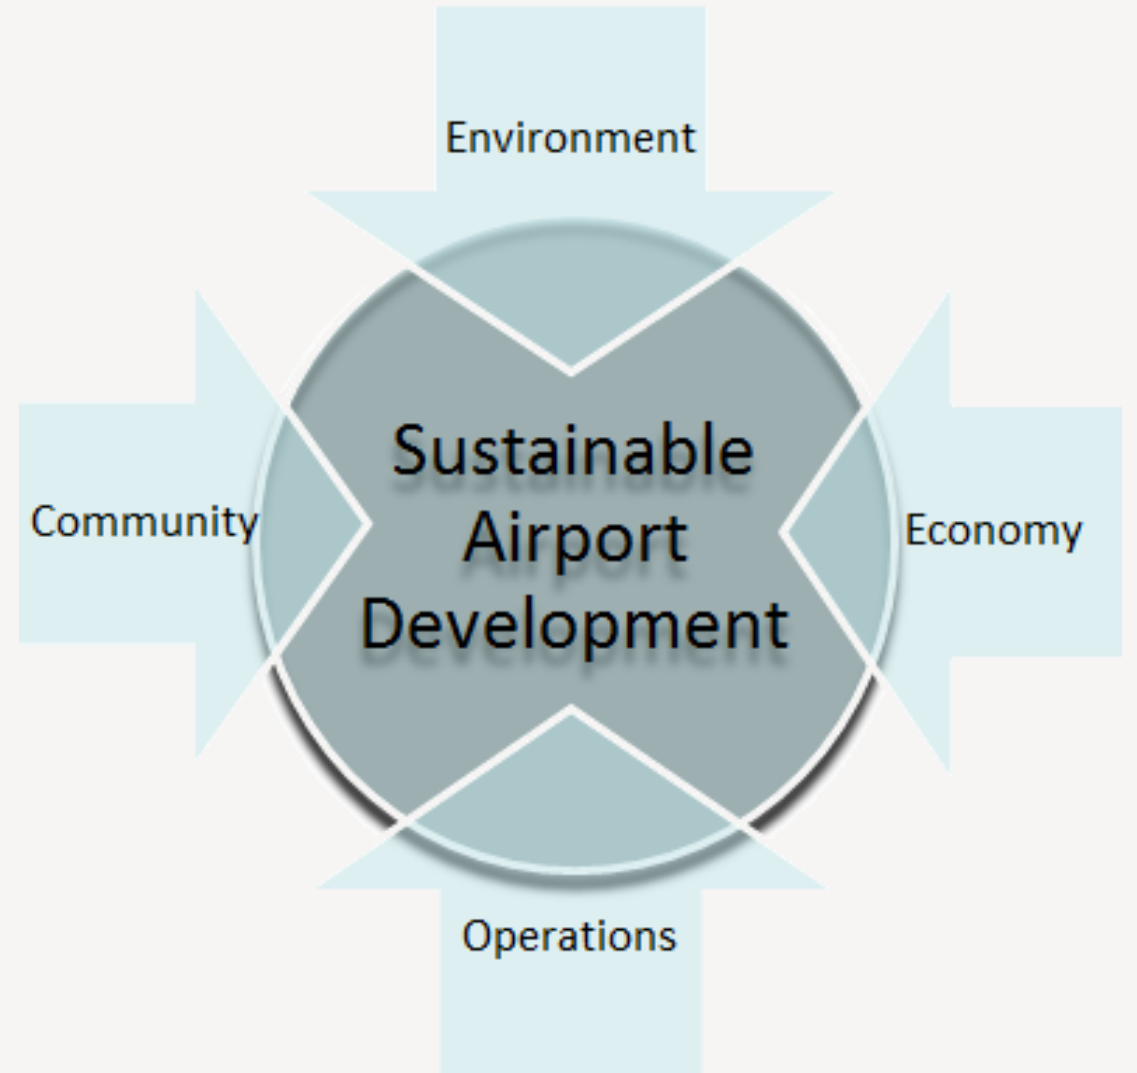 Environment
Community
Sustainable
Airport
Development
Economy
Operations